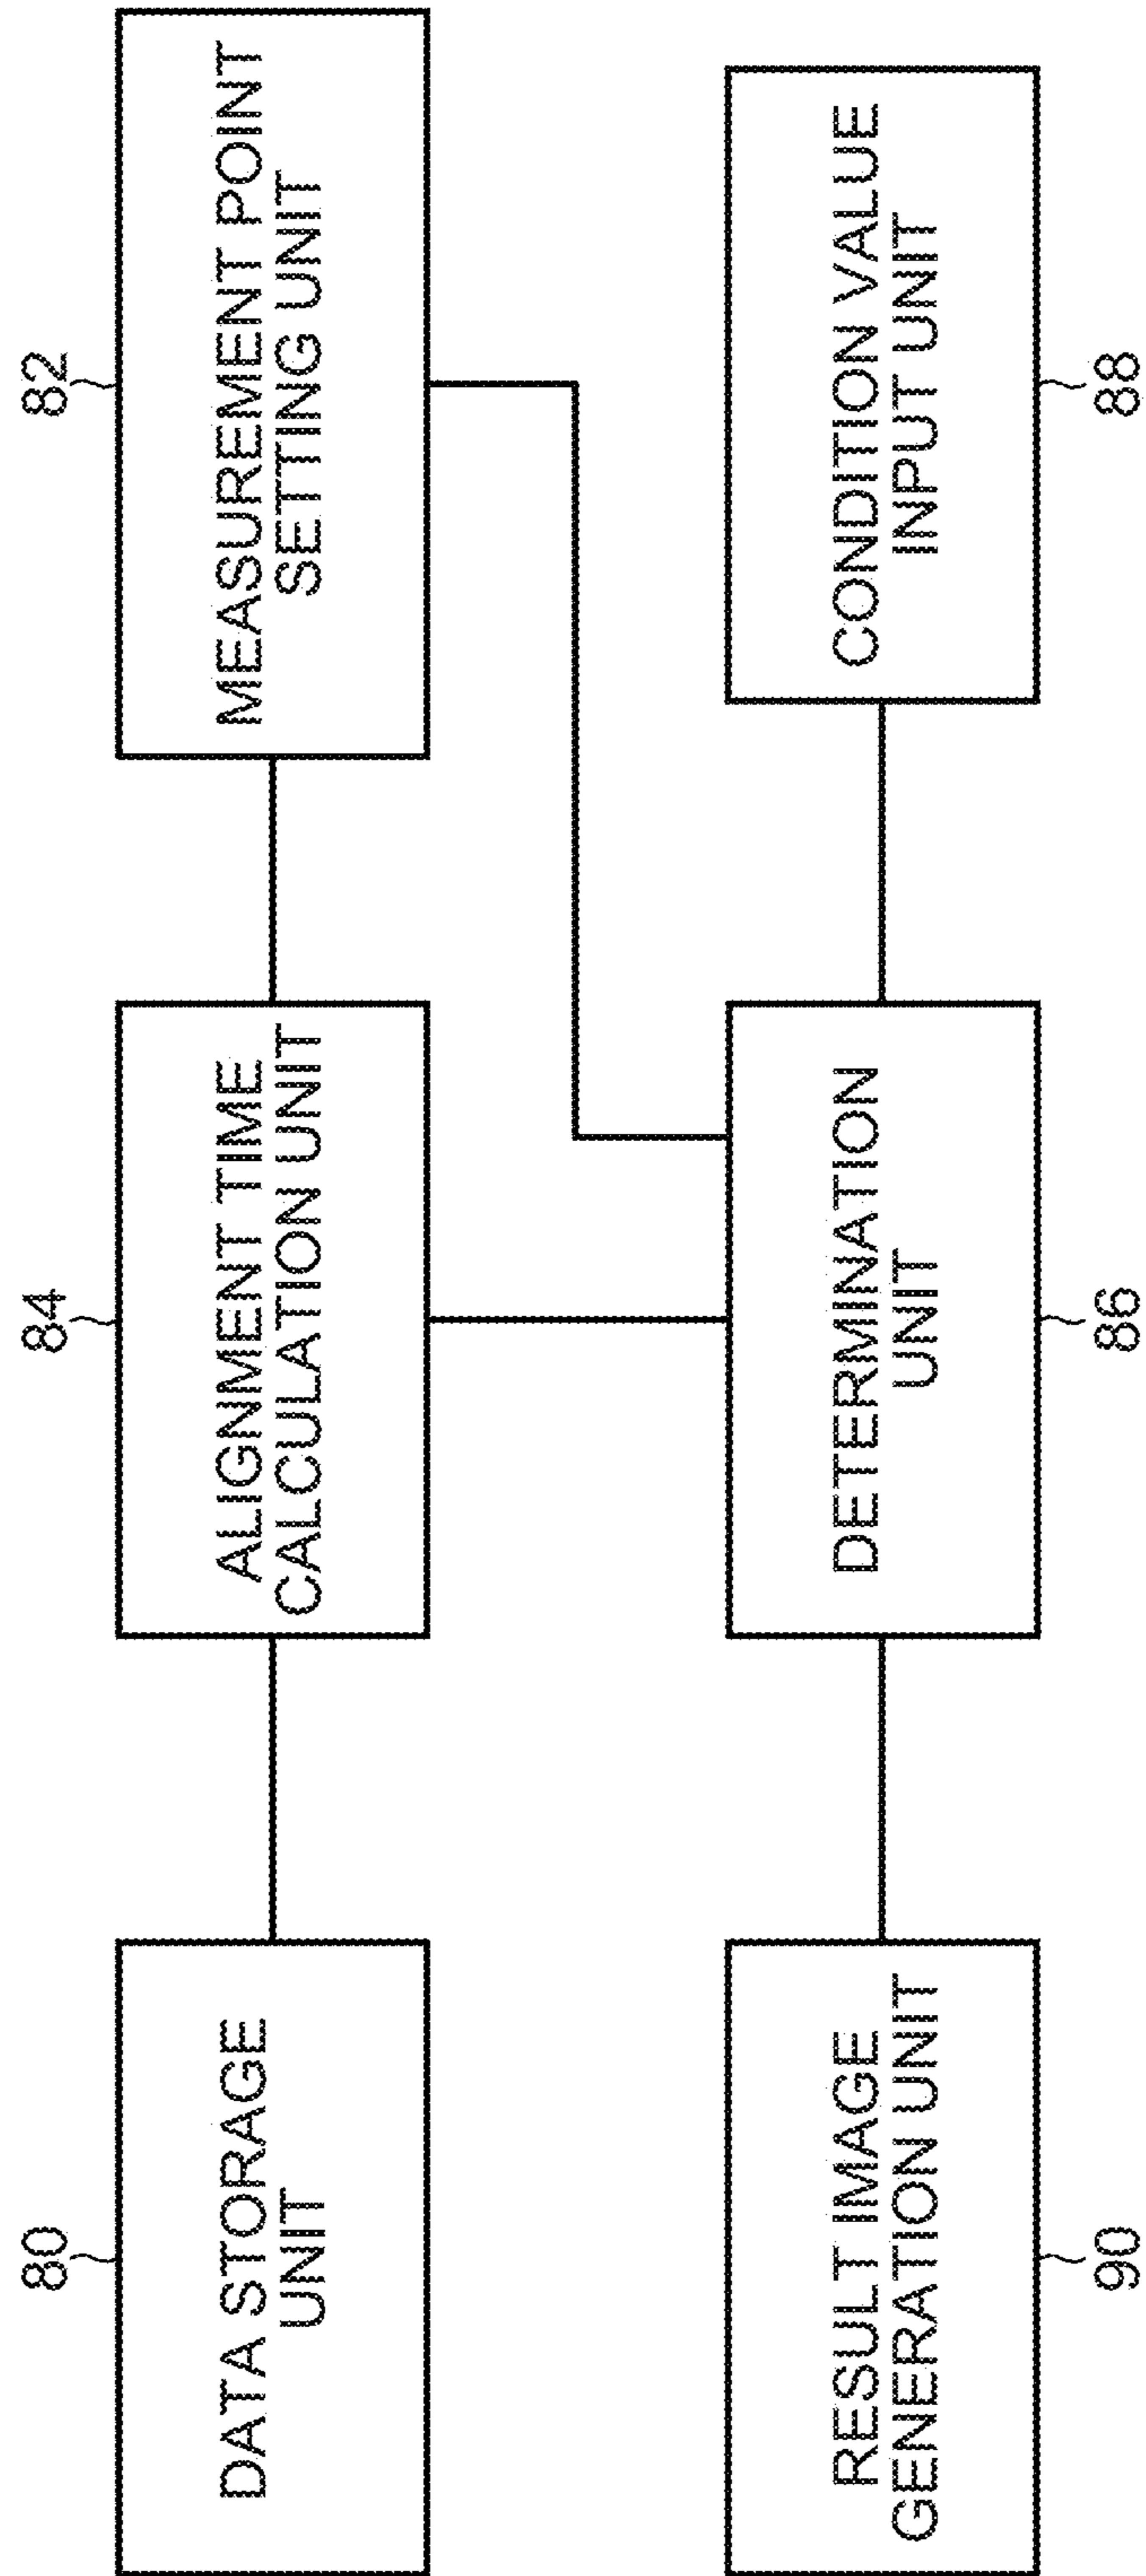 80
DATA STORAGE
UNIT
84
ALIGNMENT TIME
CALCULATION UNIT
82
MEASUREMENT POINT
SETTING UNIT
RESULT IMAGE
GENERATION UNIT
90
DETERMINATION
UNIT
86
CONDITION VALUE
INPUT UNIT
88